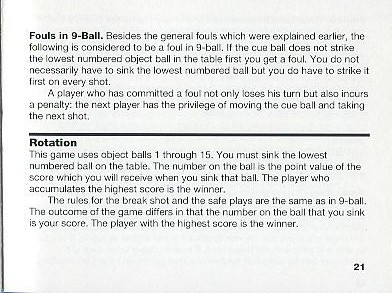 Fouls in 9-Ball. Besides the general fouls which were explained earlier, the
following is considered to be a foul in 9-ball. If the cue ball does not strike
the lowest numbered object ball in the table first you get a foul. You do not
necessarily have to sink the lowest numbered ball but you do have to strike it
first on every shot.
A player who has committed a foul not only loses his turn but also incurs
a penalty: the next player has the privilege of moving the cue ball and taking
the next shot.
Rotation
This game uses object balls 1 through 15. You must sink the lowest
numbered ball on the table. The number on the ball is the point value of the
score which you will receive when you sink that ball. The player who
accumulates the highest score is the winner.
The rules for the break shot and the safe plays are the same as in 9-ball.
The outcome of the game differs in that the number on the ball that you sink
is your score. The player with the highest score is the winner.
21